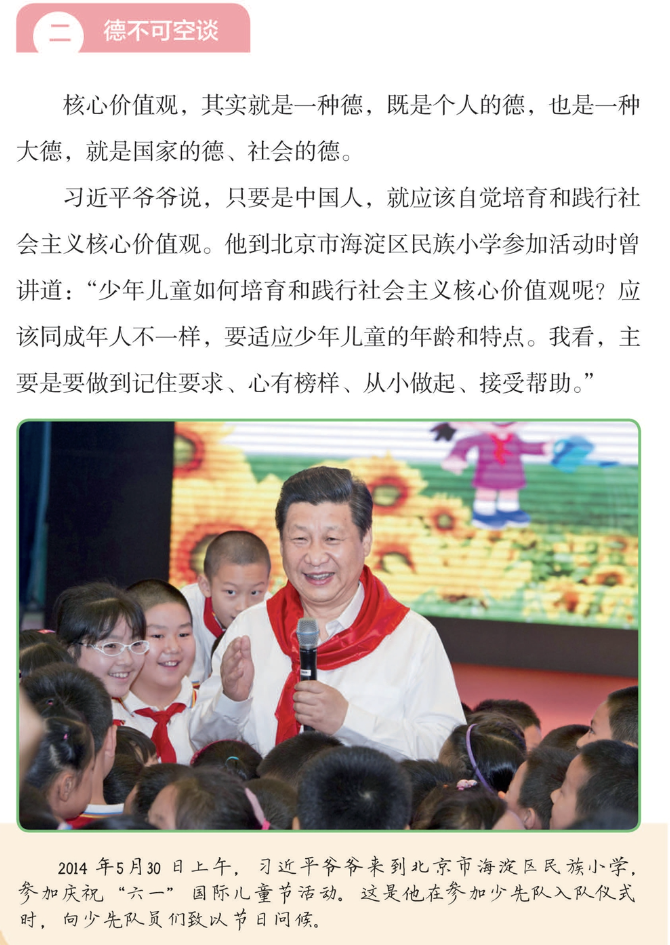 二 德不可空谈
核心价值观，其实就是一种德，既是个人的德，也是一种
大德，就是国家的德、社会的德。
习近平爷爷说，只要是中国人，就应该自觉培育和践行社
会主义核心价值观。他到北京市海淀区民族小学参加活动时曾
讲道：“少年儿童如何培育和践行社会主义核心价值观呢？应
该同成年人不一样，要适应少年儿童的年龄和特点。我看，主
要是要做到记住要求、心有榜样、从小做起、接受帮助。”
2014 年5月30 日上午，习近平爷爷来到北京市海淀区民族小学，
参加庆祝“六一”国际儿童节活动。这是他在参加少先队入队仪式
时，向少先队员们致以节日问候。